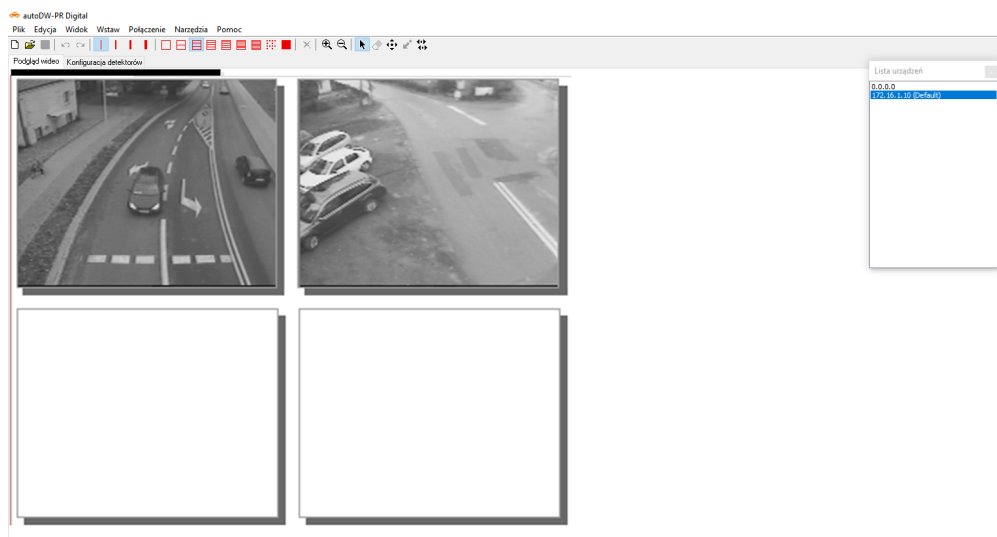 autoDW-PR Digital
Plik Edycja Widok Wstaw Połączenie Narzędzia Pomoc
Podgląd wideo Konfiguracja detektorów
Lista urządzeń
0.0.0.0
172.16.1.10 (Default)